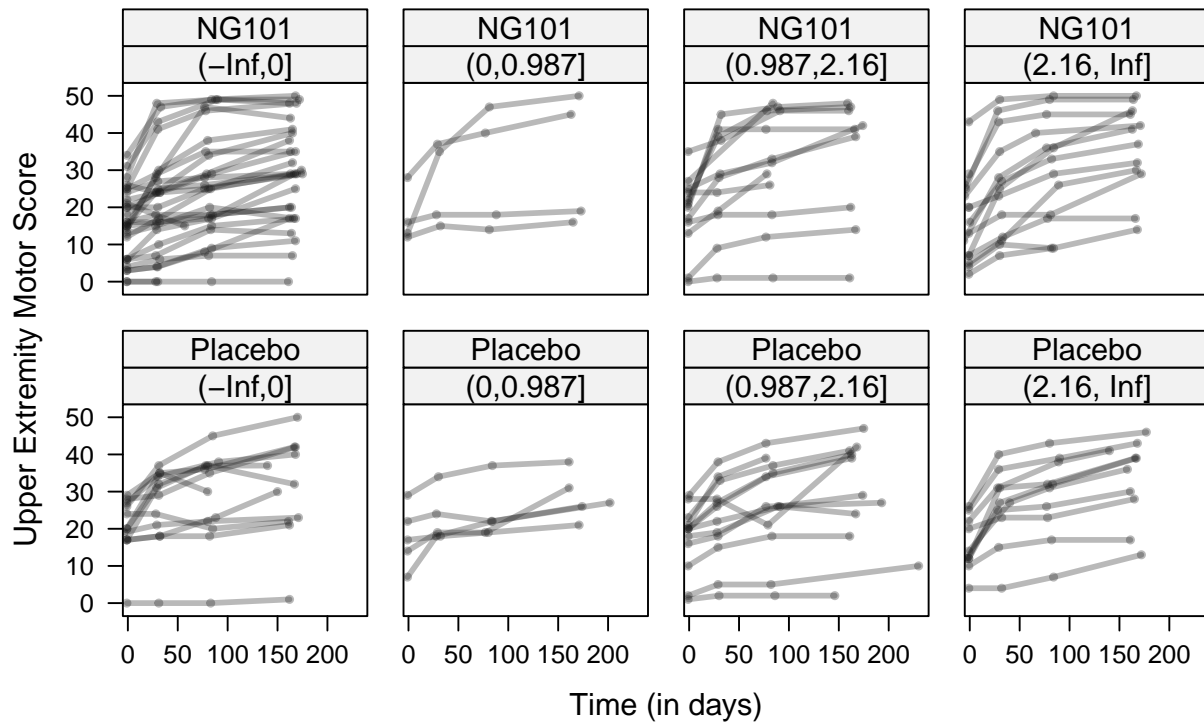 NG101 NG101 NG101 NG101
(−Inf,0] (0,0.987] (0.987,2.16] (2.16, Inf]
50
40
30
20
10
0
Upper Extremity Motor Score
Placebo Placebo Placebo Placebo
(−Inf,0] (0,0.987] (0.987,2.16] (2.16, Inf]
50
40
30
20
10
0
0 50 100 150 200 0 50 100 150 200 0 50 100 150 200 0 50 100 150 200
Time (in days)